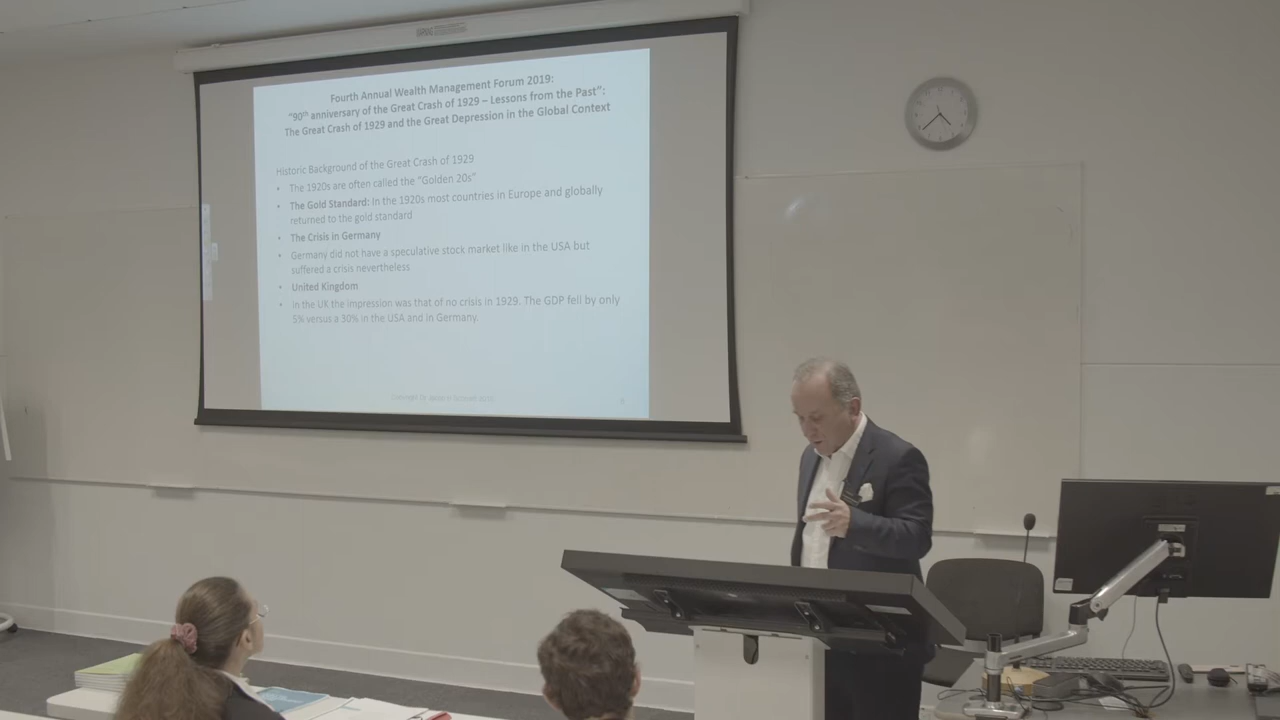 Fourth Annual Wealth Management Forum 2019:
"90th anniversary of the Great Crash of 1929 – Lessons from the Past":
The Great Crash of 1929 and the Great Depression in the Global Context
Historic Background of the Great Crash of 1929
• The 1920s are often called the "Golden 20s"
• The Gold Standard: In the 1920s most countries in Europe and globally
returned to the gold standard
• The Crisis in Germany
• Germany did not have a speculative stock market like in the USA but
suffered a crisis nevertheless
• United Kingdom
• In the UK the impression was that of no crisis in 1929. The GDP fell by only
5% versus a 30% in the USA and in Germany.